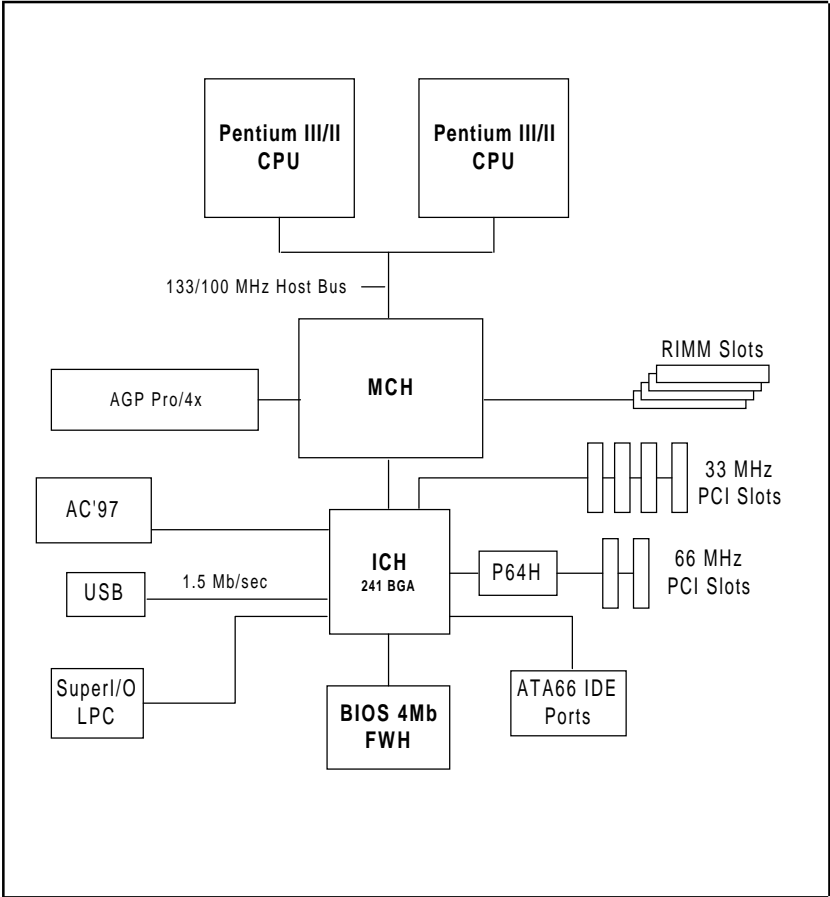 Pentium III/II
CPU
Pentium III/II
CPU
133/100 MHz Host Bus
MCH
RIMM Slots
AGP Pro/4x
33 MHz
PCI Slots
AC'97
ICH
241 BGA
P64H
66 MHz
PCI Slots
USB
1.5 Mb/sec
SuperI/O
LPC
BIOS 4Mb
FWH
ATA66 IDE
Ports